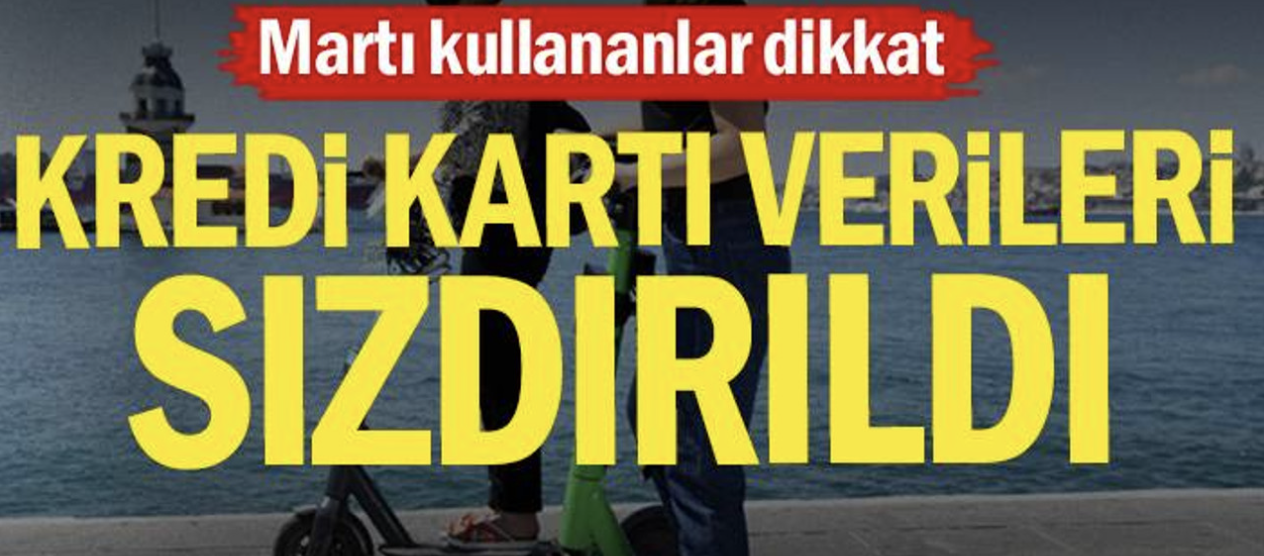 Martı kullananlar dikkat
KREDİ KARTI VERİLERİ
SIZDIRILDI